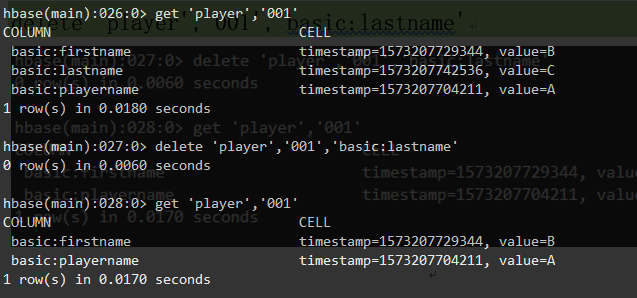 hbase(main):026:0> get 'player','001'
COLUMN CELL
basic:firstname timestamp=1573207729344, value=B
basic:lastname timestamp=1573207742536, value=C
basic:playername timestamp=1573207704211, value=A
1 row(s) in 0.0180 seconds
hbase(main):027:0> delete 'player','001','basic:lastname'
0 row(s) in 0.0060 seconds
hbase(main):028:0> get 'player','001'
COLUMN CELL
basic:firstname timestamp=1573207729344, value=B
basic:playername timestamp=1573207704211, value=A
1 row(s) in 0.0170 seconds